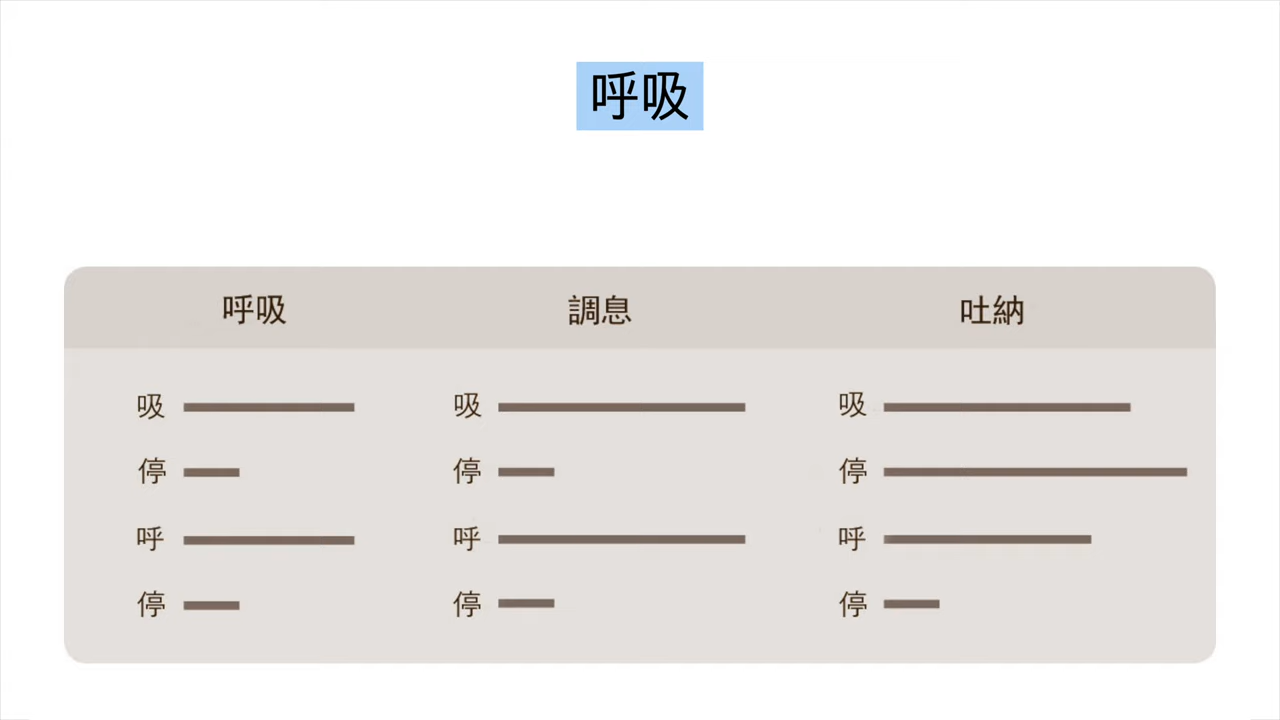 呼吸
呼吸 調息 吐納
吸 吸 吸
停 停 停
呼 呼 呼
停 停 停